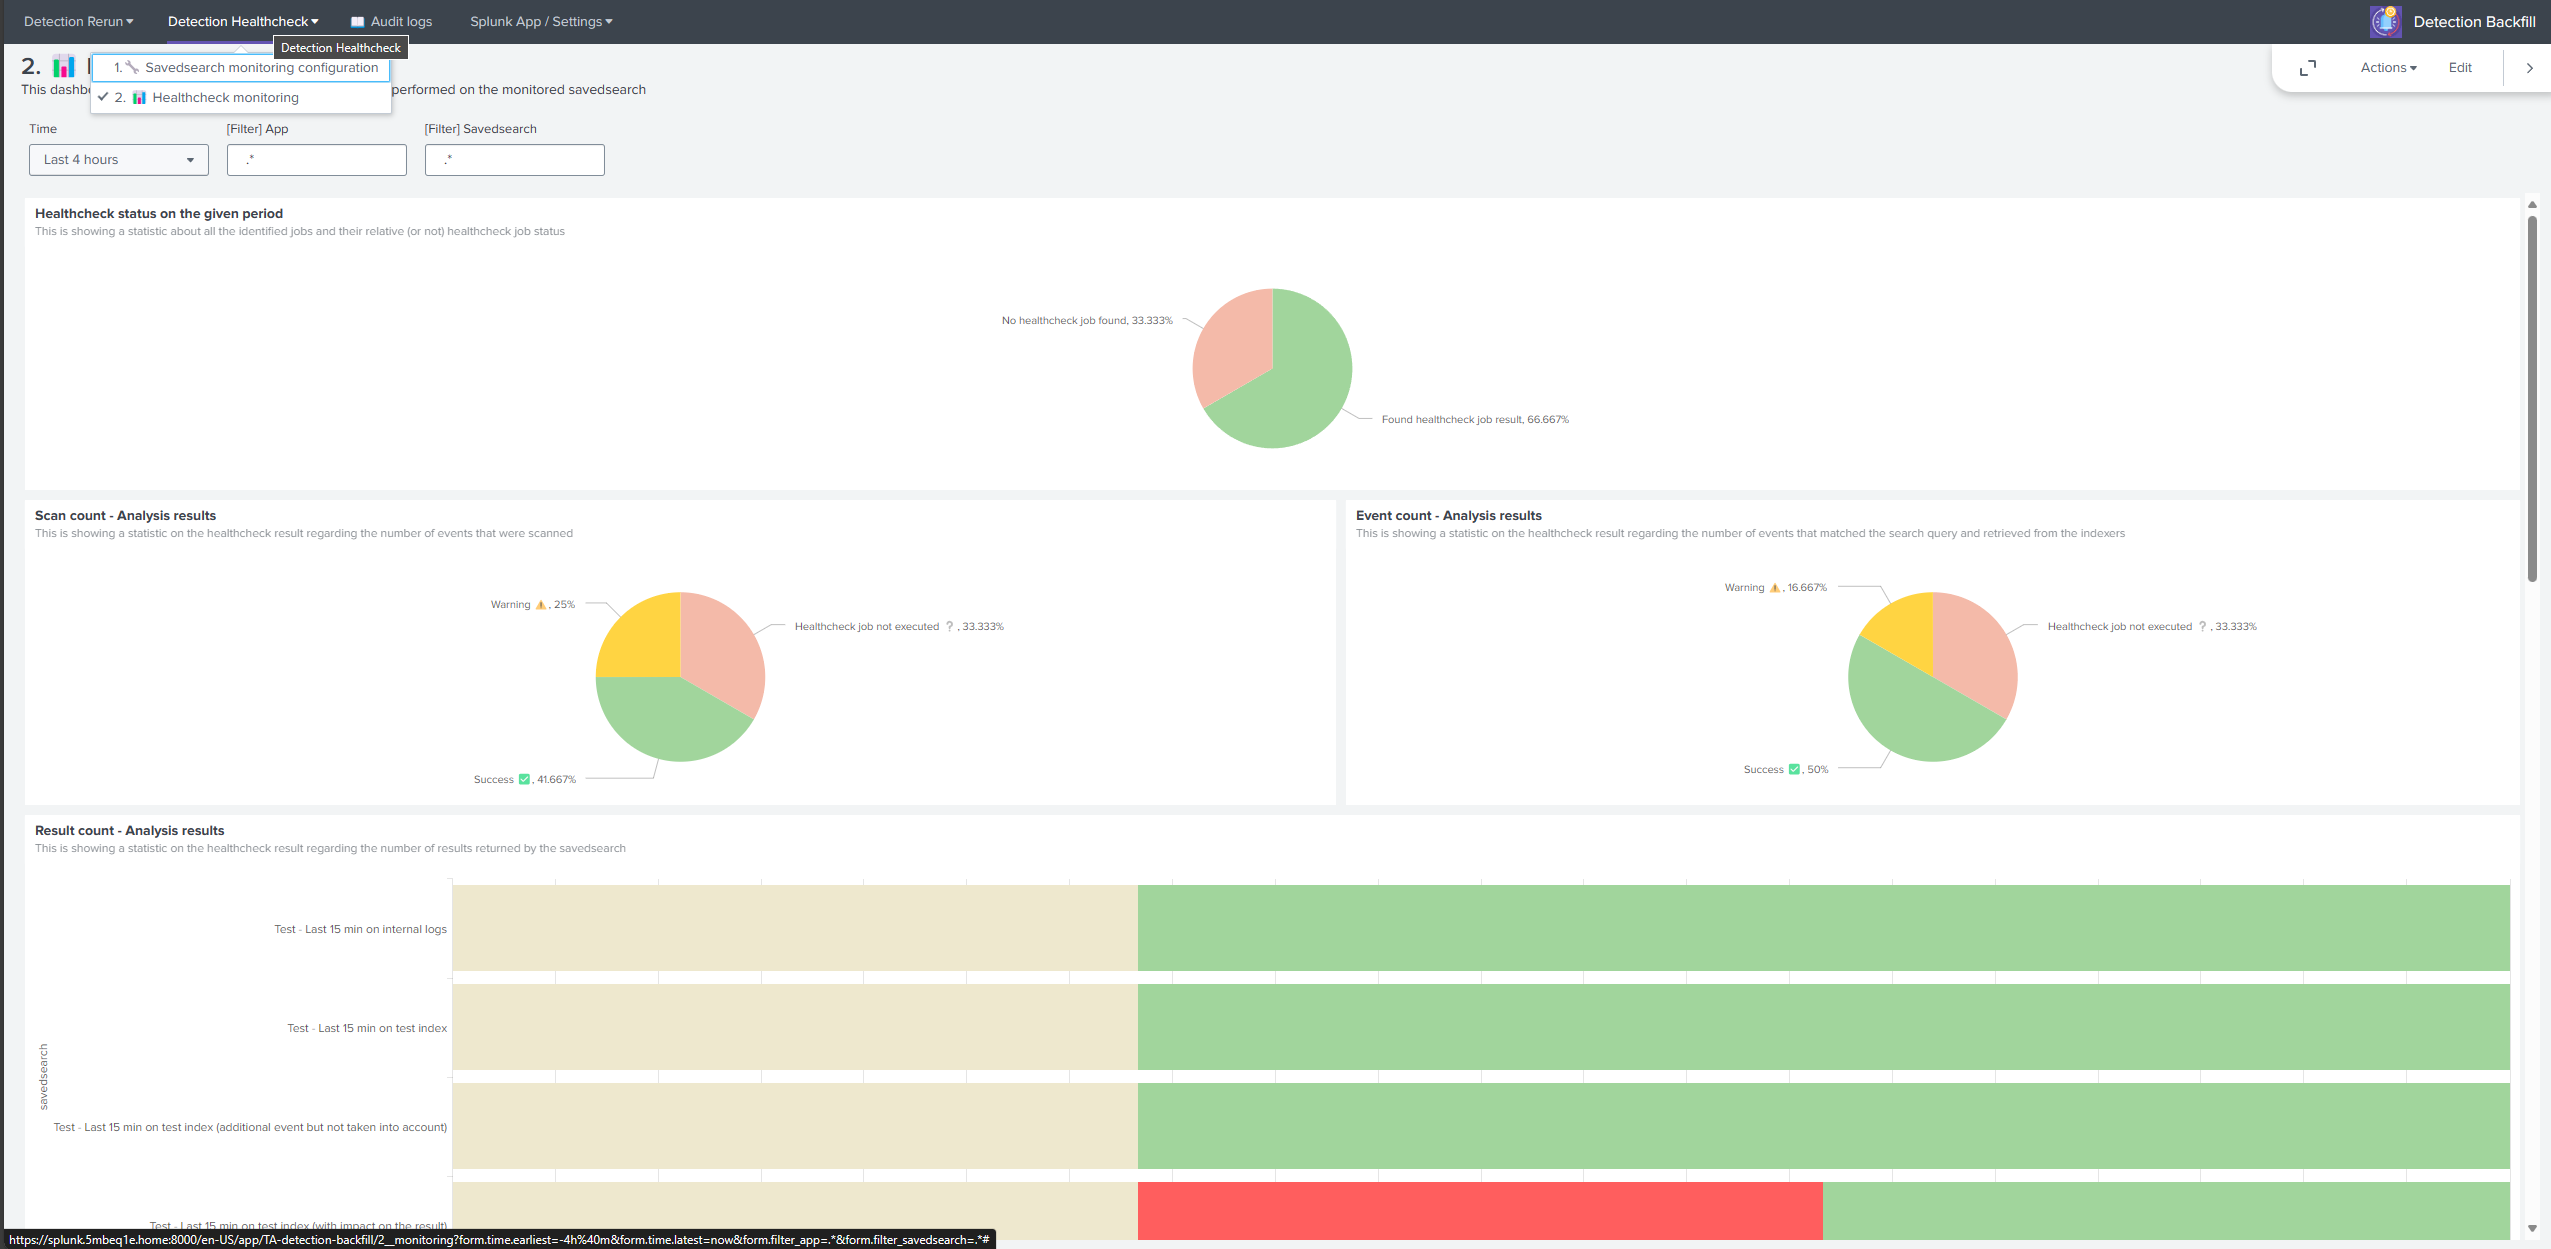 Detection Rerun
Detection Healthcheck
Audit logs
Splunk App / Settings
Detection Backfill
Detection Healthcheck
2.
1. Savedsearch monitoring configuration
2. Healthcheck monitoring
This dashb
performed on the monitored savedsearch
Actions
Edit
Time
[Filter] App
[Filter] Savedsearch
Last 4 hours
.*
.*
Healthcheck status on the given period
This is showing a statistic about all the identified jobs and their relative (or not) healthcheck job status
No healthcheck job found, 33.333%
Found healthcheck job result, 66.667%
Scan count - Analysis results
This is showing a statistic on the healthcheck result regarding the number of events that were scanned
Warning ⚠️, 25%
Healthcheck job not executed ❔, 33.333%
Success ✅, 41.667%
Event count - Analysis results
This is showing a statistic on the healthcheck result regarding the number of events that matched the search query and retrieved from the indexers
Warning ⚠️, 16.667%
Healthcheck job not executed ❔, 33.333%
Success ✅, 50%
Result count - Analysis results
This is showing a statistic on the healthcheck result regarding the number of results returned by the savedsearch
savedsearch
Test - Last 15 min on internal logs
Test - Last 15 min on test index
Test - Last 15 min on test index (additional event but not taken into account)
Test - Last 15 min on test index (with impact on the result)
https://splunk.5mbeq1e.home:8000/en-US/app/TA-detection-backfill/2__monitoring?form.time.earliest=-4h%40m&form.time.latest=now&form.filter_app=.*&form.filter_savedsearch=.*#